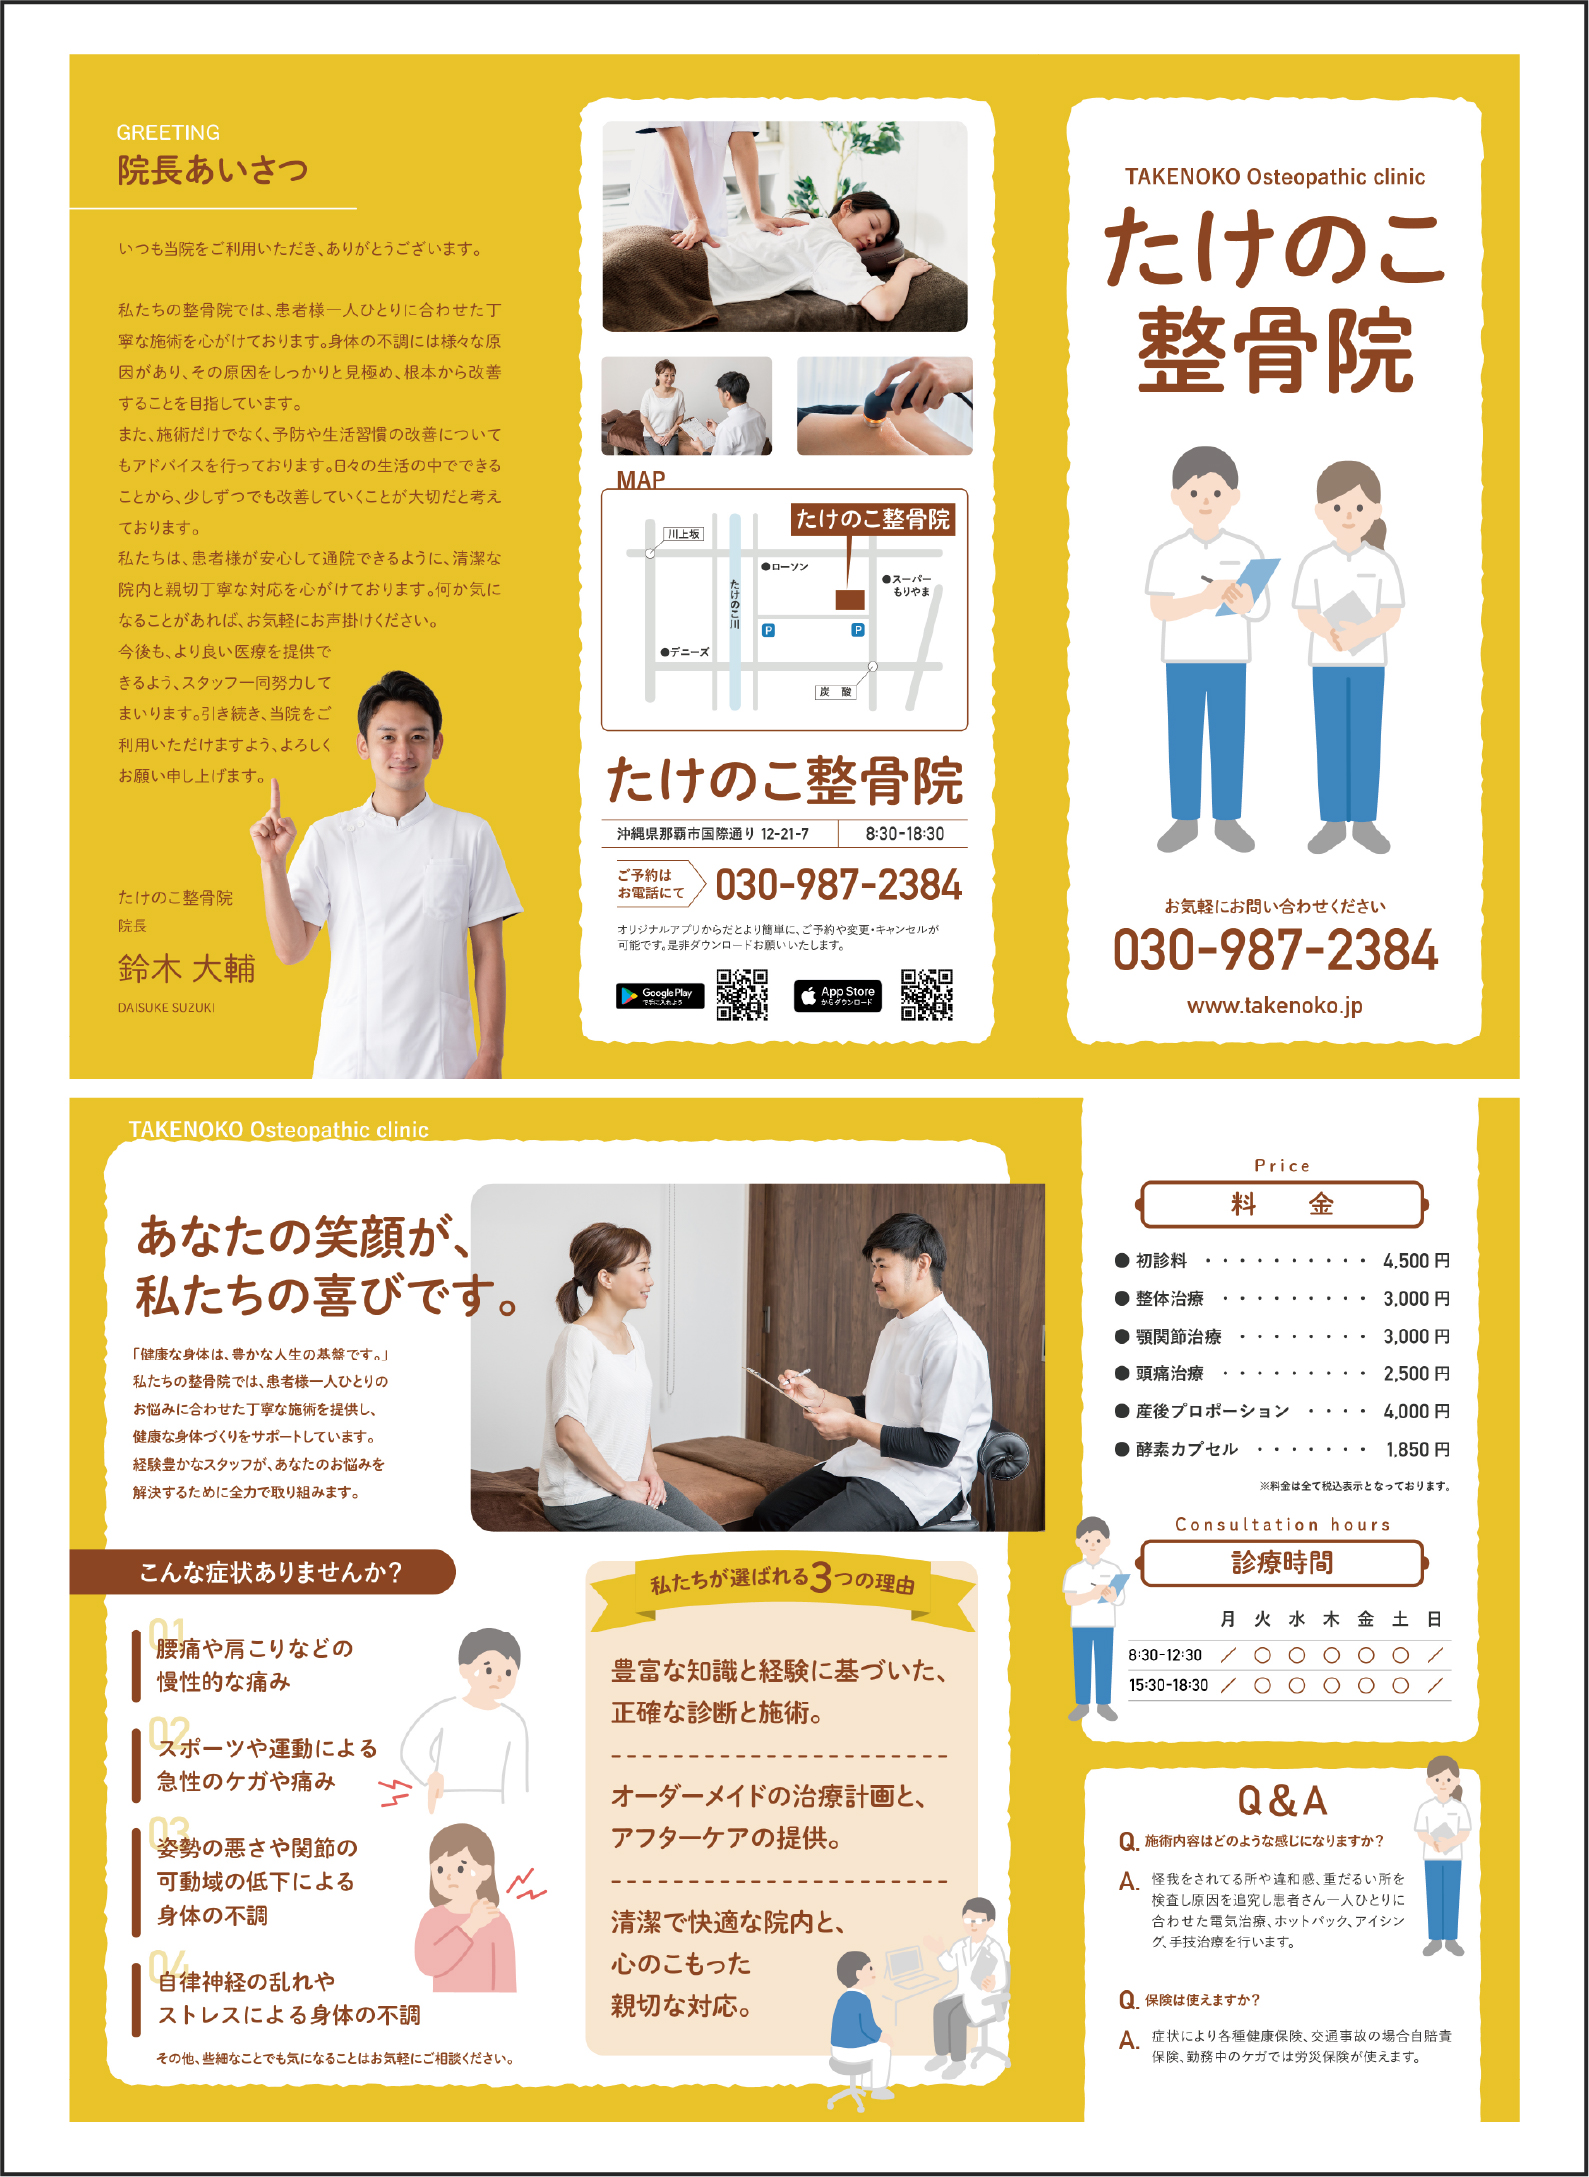 GREETING
院長あいさつ
いつも当院をご利用いただき、ありがとうございます。
私たちの整骨院では、患者様一人ひとりに合わせた丁
寧な施術を心がけております。身体の不調には様々な原
因があり、その原因をしっかりと見極め、根本から改善
することを目指しています。
また、施術だけでなく、予防や生活習慣の改善について
もアドバイスを行っております。日々の生活の中でできる
ことから、少しずつでも改善していくことが大切だと考え
ております。
私たちは、患者様が安心して通院できるように、清潔な
院内と親切丁寧な対応を心がけております。何か気に
なることがあれば、お気軽にお声掛けください。
今後も、より良い医療を提供で
きるよう、スタッフ一同努力して
まいります。引き続き、当院をご
利用いただけますよう、よろしく
お願い申し上げます。
たけのこ整骨院
院長
鈴木 大輔
DAISUKE SUZUKI
MAP
たけのこ整骨院
川上坂
●ローソン
●スーパー
もりやま
たけのこ川
P
P
●デニーズ
炭 酸
たけのこ整骨院
沖縄県那覇市国際通り 12-21-7
8:30-18:30
ご予約は
お電話にて
030-987-2384
オリジナルアプリからだとより簡単に、ご予約や変更・キャンセルが
可能です。是非ダウンロードお願いいたします。
Google Play
で手に入れよう
App Store
からダウンロード
TAKENOKO Osteopathic clinic
たけのこ
整骨院
お気軽にお問い合わせください
030-987-2384
www.takenoko.jp
TAKENOKO Osteopathic clinic
あなたの笑顔が、
私たちの喜びです。
「健康な身体は、豊かな人生の基盤です。」
私たちの整骨院では、患者様一人ひとりの
お悩みに合わせた丁寧な施術を提供し、
健康な身体づくりをサポートしています。
経験豊かなスタッフが、あなたのお悩みを
解決するために全力で取り組みます。
こんな症状ありませんか？
01
腰痛や肩こりなどの
慢性的な痛み
02
スポーツや運動による
急性のケガや痛み
03
姿勢の悪さや関節の
可動域の低下による
身体の不調
04
自律神経の乱れや
ストレスによる身体の不調
その他、些細なことでも気になることはお気軽にご相談ください。
私たちが選ばれる3つの理由
豊富な知識と経験に基づいた、
正確な診断と施術。
オーダーメイドの治療計画と、
アフターケアの提供。
清潔で快適な院内と、
心のこもった
親切な対応。
Price
料 金
● 初診料 ・・・・・・・・・・ 4,500 円
● 整体治療 ・・・・・・・・・ 3,000 円
● 顎関節治療 ・・・・・・・・ 3,000 円
● 頭痛治療 ・・・・・・・・・ 2,500 円
● 産後プロポーション ・・・・ 4,000 円
● 酵素カプセル ・・・・・・・ 1,850 円
※料金は全て税込表示となっております。
Consultation hours
診療時間
月 火 水 木 金 土 日
8:30-12:30 ／ ○ ○ ○ ○ ○ ／
15:30-18:30 ／ ○ ○ ○ ○ ○ ／
Q&A
Q. 施術内容はどのような感じになりますか？
A. 怪我をされてる所や違和感、重だるい所を
検査し原因を追究し患者さん一人ひとりに
合わせた電気治療、ホットパック、アイシン
グ、手技治療を行います。
Q. 保険は使えますか？
A. 症状により各種健康保険、交通事故の場合自賠責
保険、勤務中のケガでは労災保険が使えます。